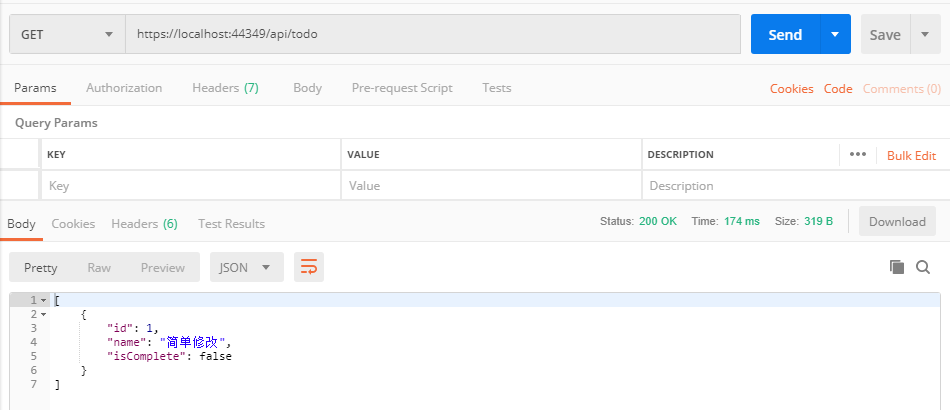 GET https://localhost:44349/api/todo Send Save
Params Authorization Headers (7) Body Pre-request Script Tests Cookies Code Comments (0)
Query Params
KEY VALUE DESCRIPTION ••• Bulk Edit
Key Value Description
Body Cookies Headers (6) Test Results Status: 200 OK Time: 174 ms Size: 319 B Download
Pretty Raw Preview JSON
1 [
2 {
3 "id": 1,
4 "name": "简单修改",
5 "isComplete": false
6 }
7 ]